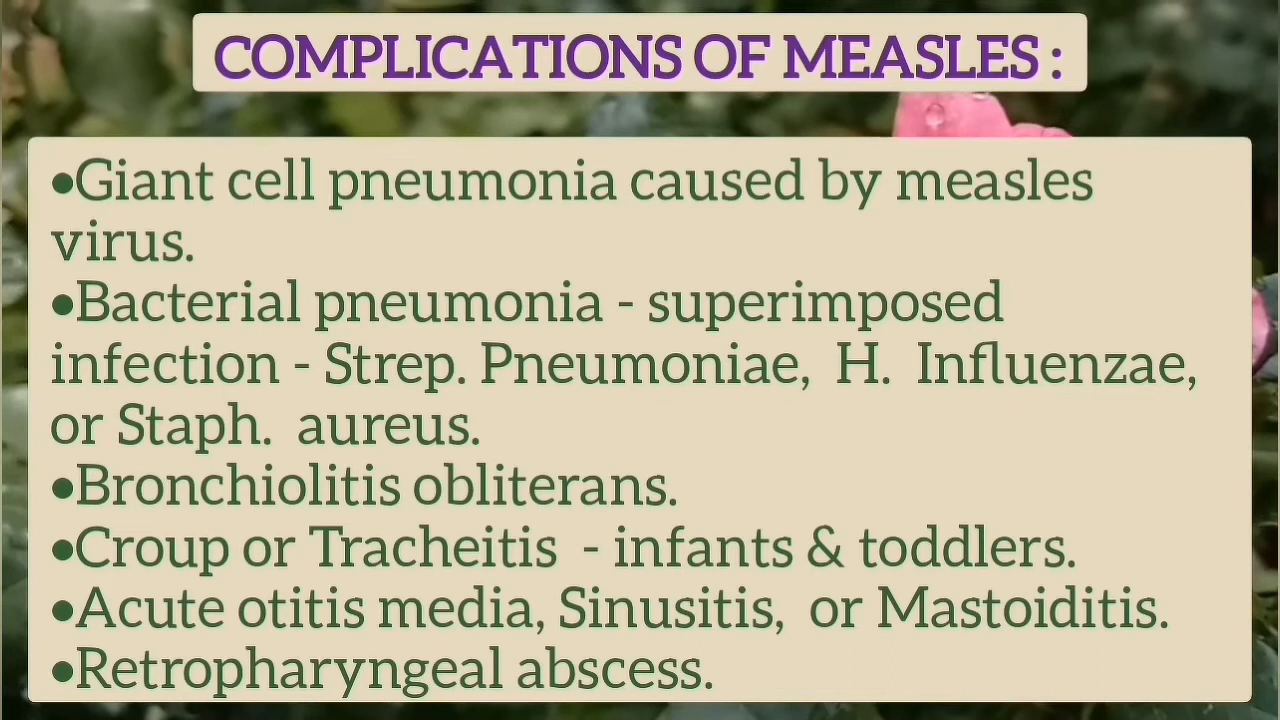 COMPLICATIONS OF MEASLES :
•Giant cell pneumonia caused by measles
virus.
•Bacterial pneumonia - superimposed
infection - Strep. Pneumoniae,  H.  Influenzae,
or Staph.  aureus.
•Bronchiolitis obliterans.
•Croup or Tracheitis  - infants & toddlers.
•Acute otitis media, Sinusitis,  or Mastoiditis.
•Retropharyngeal abscess.